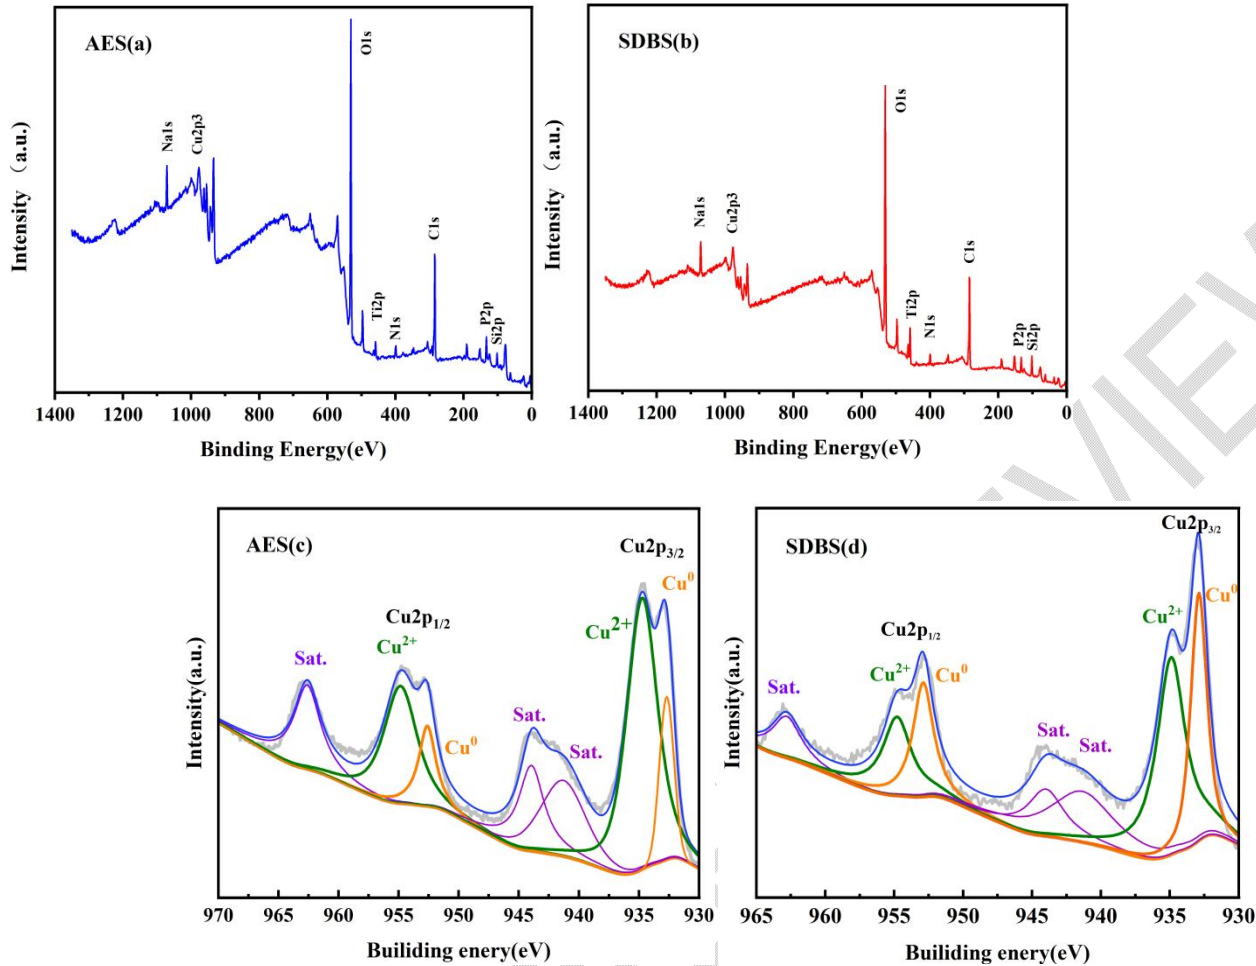 AES(a)
O1s
Na1s
Cu2p3
C1s
Ti2p
N1s
P2p
Si2p
Intensity (a.u.)
1400 1200 1000 800 600 400 200 0
Binding Energy(eV)
SDBS(b)
O1s
Na1s
Cu2p3
C1s
Ti2p
N1s
P2p
Si2p
Intensity (a.u.)
1400 1200 1000 800 600 400 200 0
Binding Energy(eV)
AES(c)
Cu2p3/2
Cu⁰
Cu2p1/2
Cu²⁺
Cu²⁺
Sat.
Sat.
Sat.
Cu⁰
Intensity(a.u.)
970 965 960 955 950 945 940 935 930
Builiding enery(eV)
SDBS(d)
Cu2p3/2
Cu⁰
Cu²⁺
Cu2p1/2
Cu²⁺
Cu⁰
Sat.
Sat.
Sat.
Intensity(a.u.)
965 960 955 950 945 940 935 930
Builiding enery(eV)